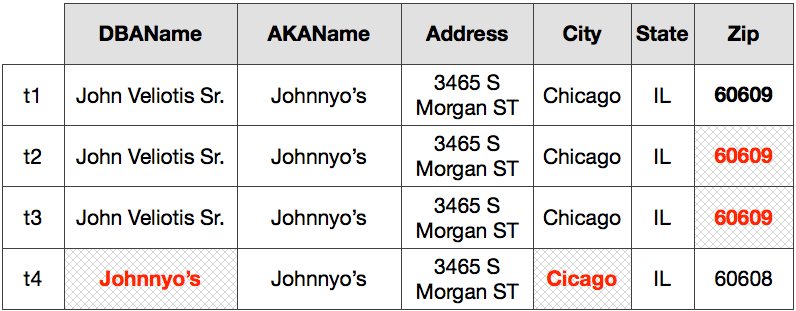 DBAName AKAName Address City State Zip
t1 John Veliotis Sr. Johnnyo's 3465 S Morgan ST Chicago IL 60609
t2 John Veliotis Sr. Johnnyo's 3465 S Morgan ST Chicago IL 60609
t3 John Veliotis Sr. Johnnyo's 3465 S Morgan ST Chicago IL 60609
t4 Johnnyo's Johnnyo's 3465 S Morgan ST Cicago IL 60608